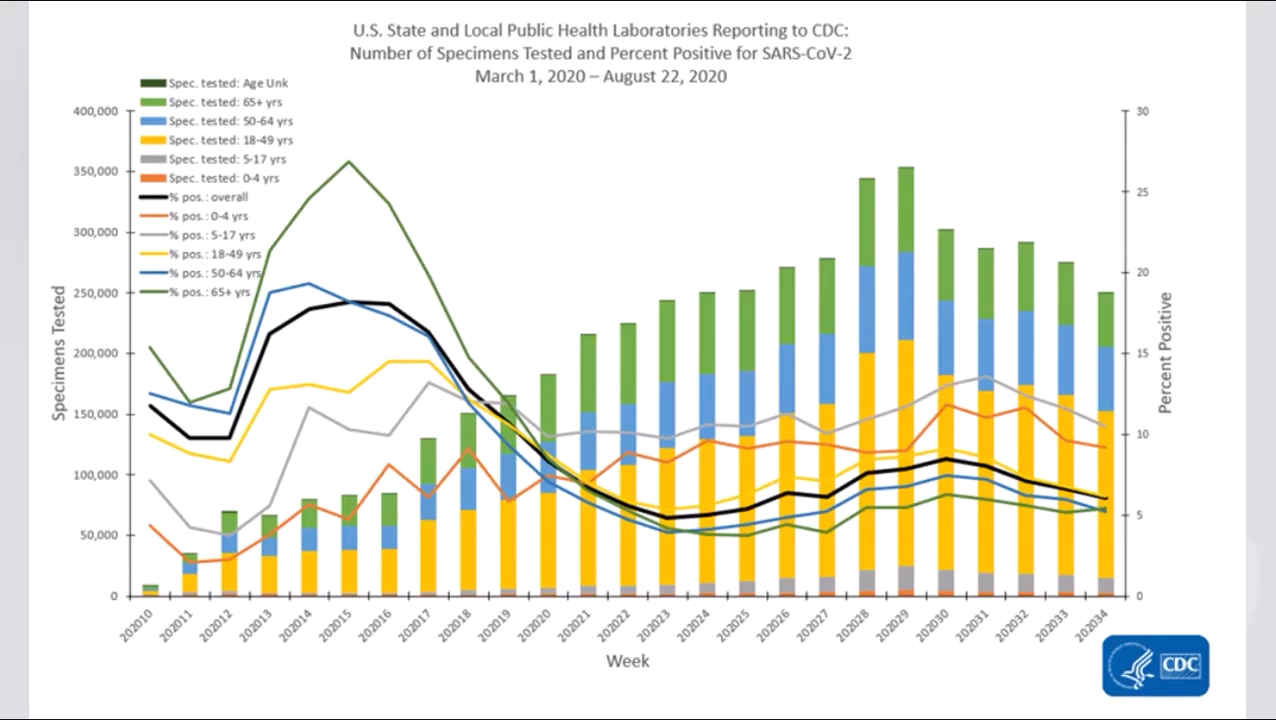 U.S. State and Local Public Health Laboratories Reporting to CDC:
Number of Specimens Tested and Percent Positive for SARS-CoV-2
March 1, 2020 – August 22, 2020
Spec. tested: Age Unk
Spec. tested: 65+ yrs
Spec. tested: 50-64 yrs
Spec. tested: 18-49 yrs
Spec. tested: 5-17 yrs
Spec. tested: 0-4 yrs
% pos.: overall
% pos.: 0-4 yrs
% pos.: 5-17 yrs
% pos.: 18-49 yrs
% pos.: 50-64 yrs
% pos.: 65+ yrs
400,000
350,000
300,000
250,000
200,000
150,000
100,000
50,000
0
Specimens Tested
30
25
20
15
10
5
0
Percent Positive
202010
202011
202012
202013
202014
202015
202016
202017
202018
202019
202020
202021
202022
202023
202024
202025
202026
202027
202028
202029
202030
202031
202032
202033
202034
Week
CDC